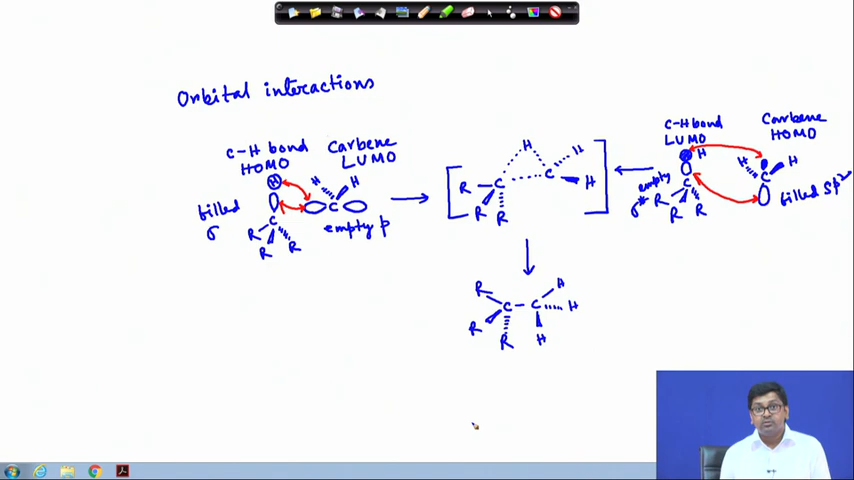 Orbital interactions
C-H bond
HOMO
Carbene
LUMO
H
H
H
filled
σ
C
C
R
R
R
empty p
H
H
C
C
H
R
R
R
C-H bond
LUMO
Carbene
HOMO
H
H
H
H
empty
σ*
C
C
R
R
R
filled sp²
R
H
C
C
H
R
R
H